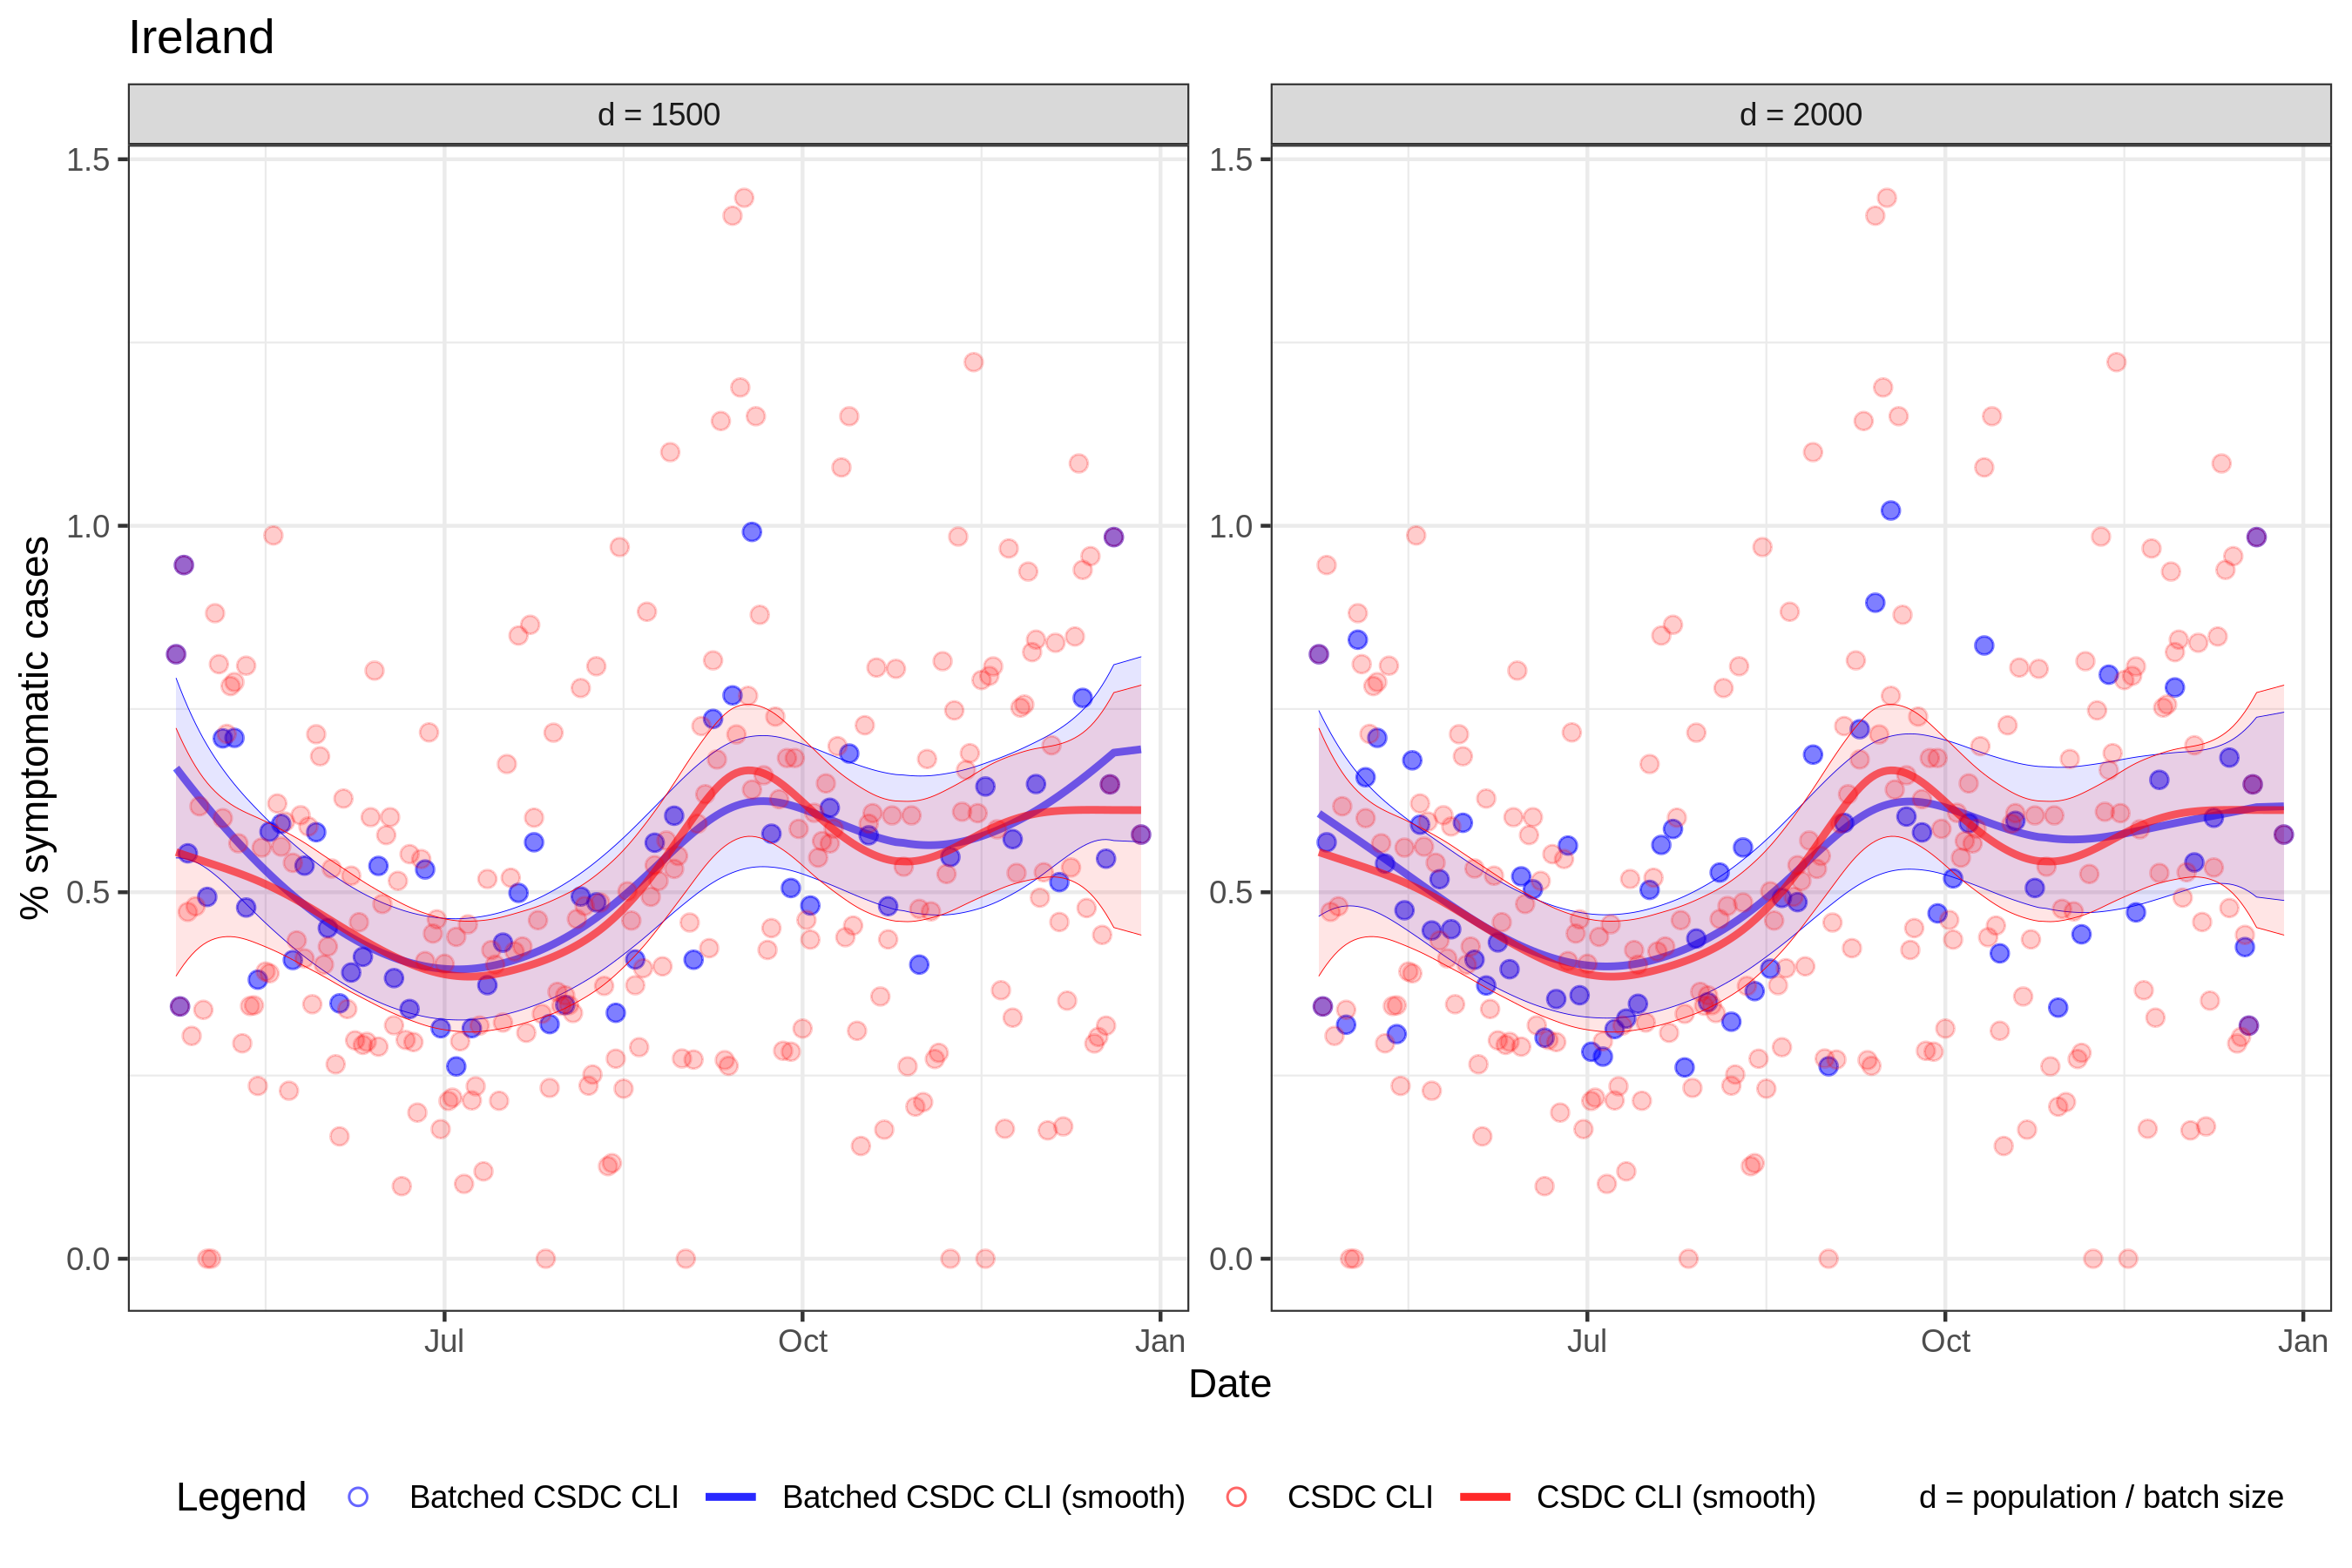 Ireland
d = 1500
d = 2000
% symptomatic cases
1.5
1.0
0.5
0.0
1.5
1.0
0.5
0.0
Jul Oct Jan
Jul Oct Jan
Date
Legend Batched CSDC CLI Batched CSDC CLI (smooth) CSDC CLI CSDC CLI (smooth) d = population / batch size